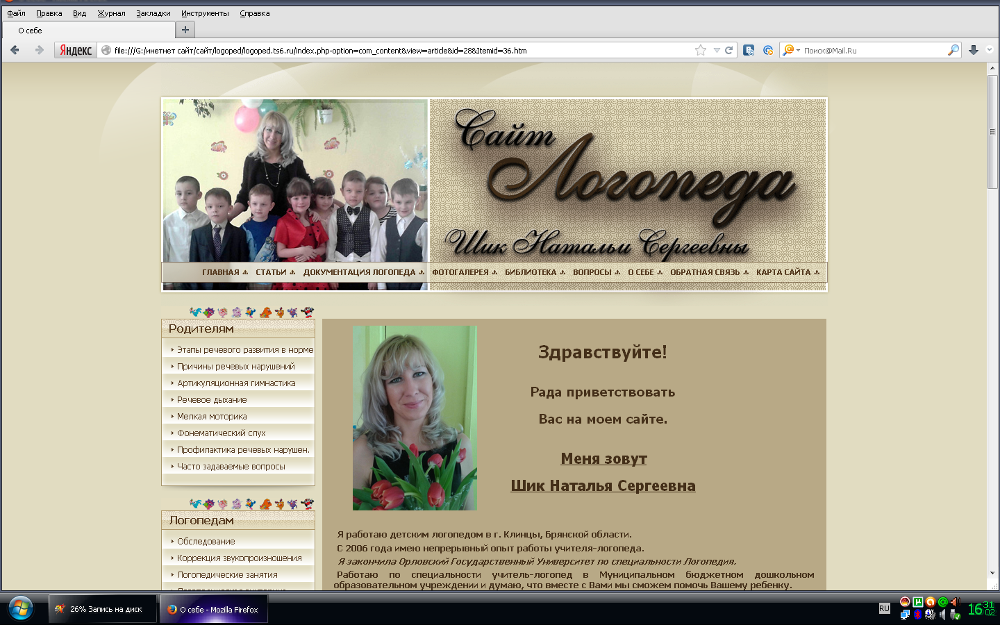 Файл Правка Вид Журнал Закладки Инструменты Справка
О себе
Яндекс file:///G:/инетнет сайт/сайт/logoped/logoped.ts6.ru/index.php-option=com_content&view=article&id=28&Itemid=36.htm Поиск@Mail.Ru
Сайт
Логопеда
Шик Натальи Сергеевны
ГЛАВНАЯ СТАТЬИ ДОКУМЕНТАЦИЯ ЛОГОПЕДА ФОТОГАЛЕРЕЯ БИБЛИОТЕКА ВОПРОСЫ О СЕБЕ ОБРАТНАЯ СВЯЗЬ КАРТА САЙТА
Родителям
Этапы речевого развития в норме
Причины речевых нарушений
Артикуляционная гимнастика
Речевое дыхание
Мелкая моторика
Фонематический слух
Профилактика речевых нарушен.
Часто задаваемые вопросы
Логопедам
Обследование
Коррекция звукопроизношения
Логопедические занятия
Здравствуйте!
Рада приветствовать
Вас на моем сайте.
Меня зовут
Шик Наталья Сергеевна
Я работаю детским логопедом в г. Клинцы, Брянской области.
С 2006 года имею непрерывный опыт работы учителя-логопеда.
Я закончила Орловский Государственный Университет по специальности Логопедия.
Работаю по специальности учитель-логопед в Муниципальном бюджетном дошкольном
образовательном учреждении и думаю, что вместе с Вами мы сможем помочь Вашему ребенку.
26% Запись на диск
О себе - Mozilla Firefox
RU
16 31
02